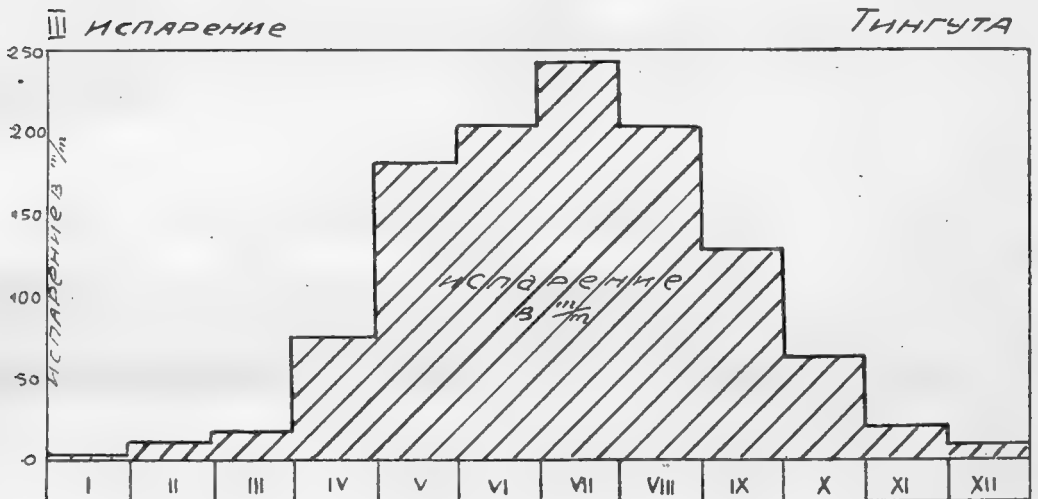 III Испарение Тингута
250
200
150
100
50
0
Испарение в m/m
испарение
в m/m
I II III IV V VI VII VIII IX X XI XII